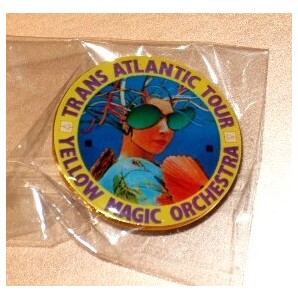 TRANS ATLANTIC TOUR
YELLOW MAGIC ORCHESTRA